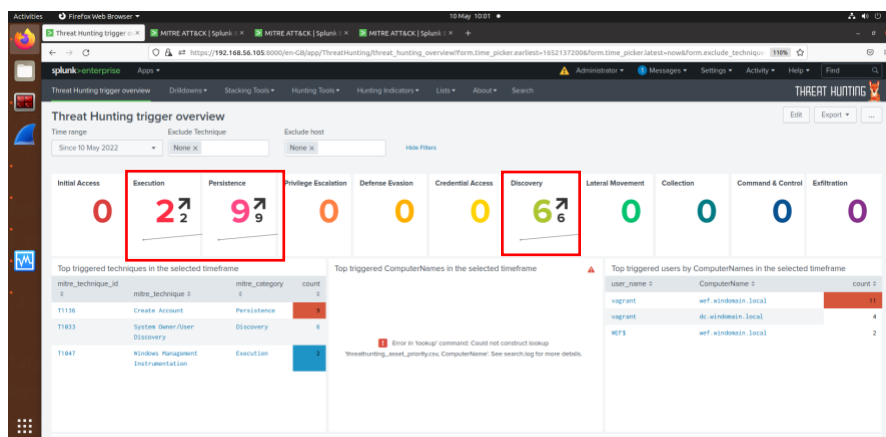 Activities Firefox Web Browser 10 May 10:01
Threat Hunting trigger o MITRE ATT&CK | Splunk MITRE ATT&CK | Splunk MITRE ATT&CK | Splunk
https://192.168.56.105:8000/en-GB/app/ThreatHunting/threat_hunting_overview?form.time_picker.earliest=1652137200&form.time_picker.latest=now&form.exclude_technique 110%
splunk>enterprise Apps Administrator 1 Messages Settings Activity Help Find
Threat Hunting trigger overview Drilldowns Stacking Tools Hunting Tools Hunting Indicators Lists About Search THREAT HUNTING
Threat Hunting trigger overview Edit Export ...
Time range Exclude Technique Exclude host
Since 10 May 2022 None × None × Hide Filters
Initial Access Execution Persistence Privilege Escalation Defense Evasion Credential Access Discovery Lateral Movement Collection Command & Control Exfiltration
0 2 2 9 9 0 0 0 6 6 0 0 0 0
Top triggered techniques in the selected timeframe Top triggered ComputerNames in the selected timeframe Top triggered users by ComputerNames in the selected timeframe
mitre_technique_id mitre_technique mitre_category count user_name ComputerName count
T1136 Create Account Persistence 9 vagrant wef.windomain.local 11
T1033 System Owner/User Discovery Discovery 6 vagrant dc.windomain.local 4
T1047 Windows Management Instrumentation Execution 2 WEF$ wef.windomain.local 2
Error in 'lookup' command: Could not construct lookup
'threathunting_asset_priority.csv, ComputerName'. See search.log for more details.